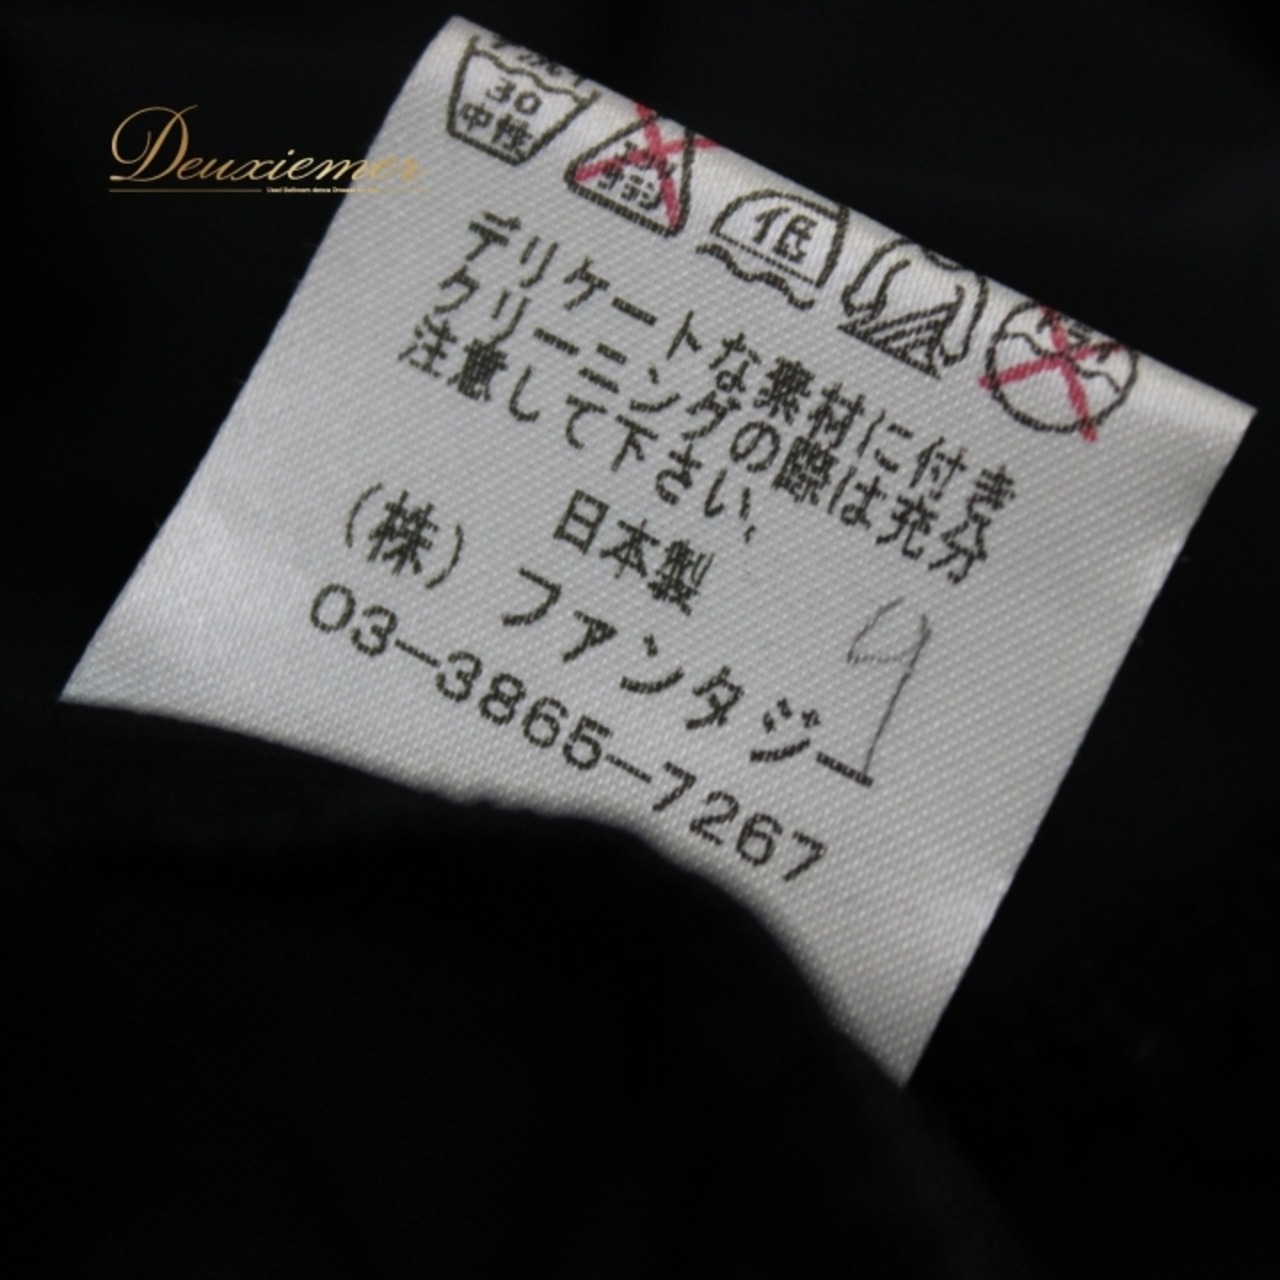 Deuxiemer
30
中性
低
デリケートな素材に付き
クリーニングの際は充分
注意して下さい、
日本製
(株)ファンタジー
03-3865-7267
9